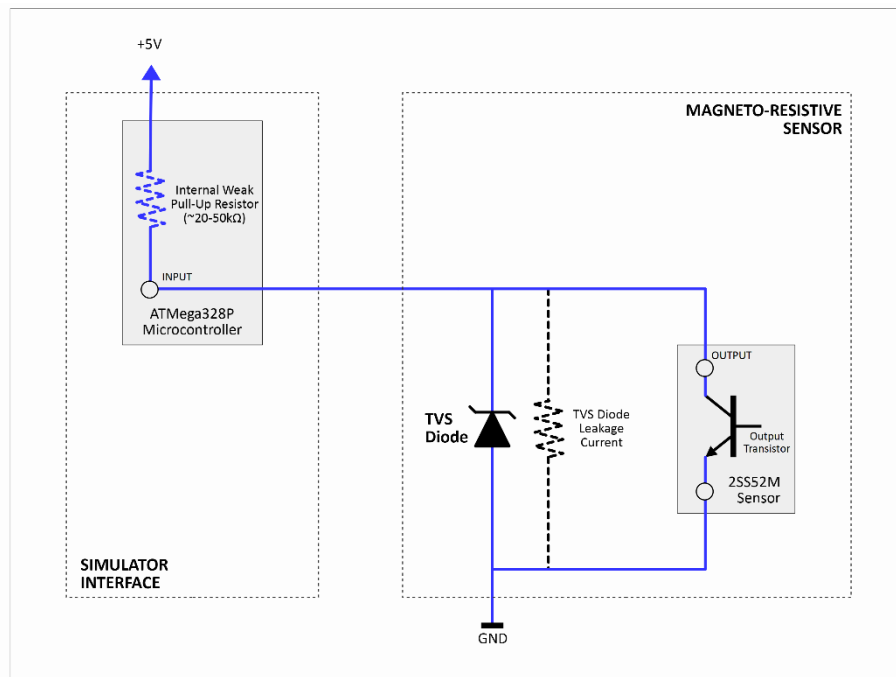 +5V
MAGNETO-RESISTIVE
SENSOR
Internal Weak
Pull-Up Resistor
(~20-50kΩ)
INPUT
ATMega328P
Microcontroller
OUTPUT
TVS
Diode
TVS Diode
Leakage
Current
Output
Transistor
2SS52M
Sensor
SIMULATOR
INTERFACE
GND